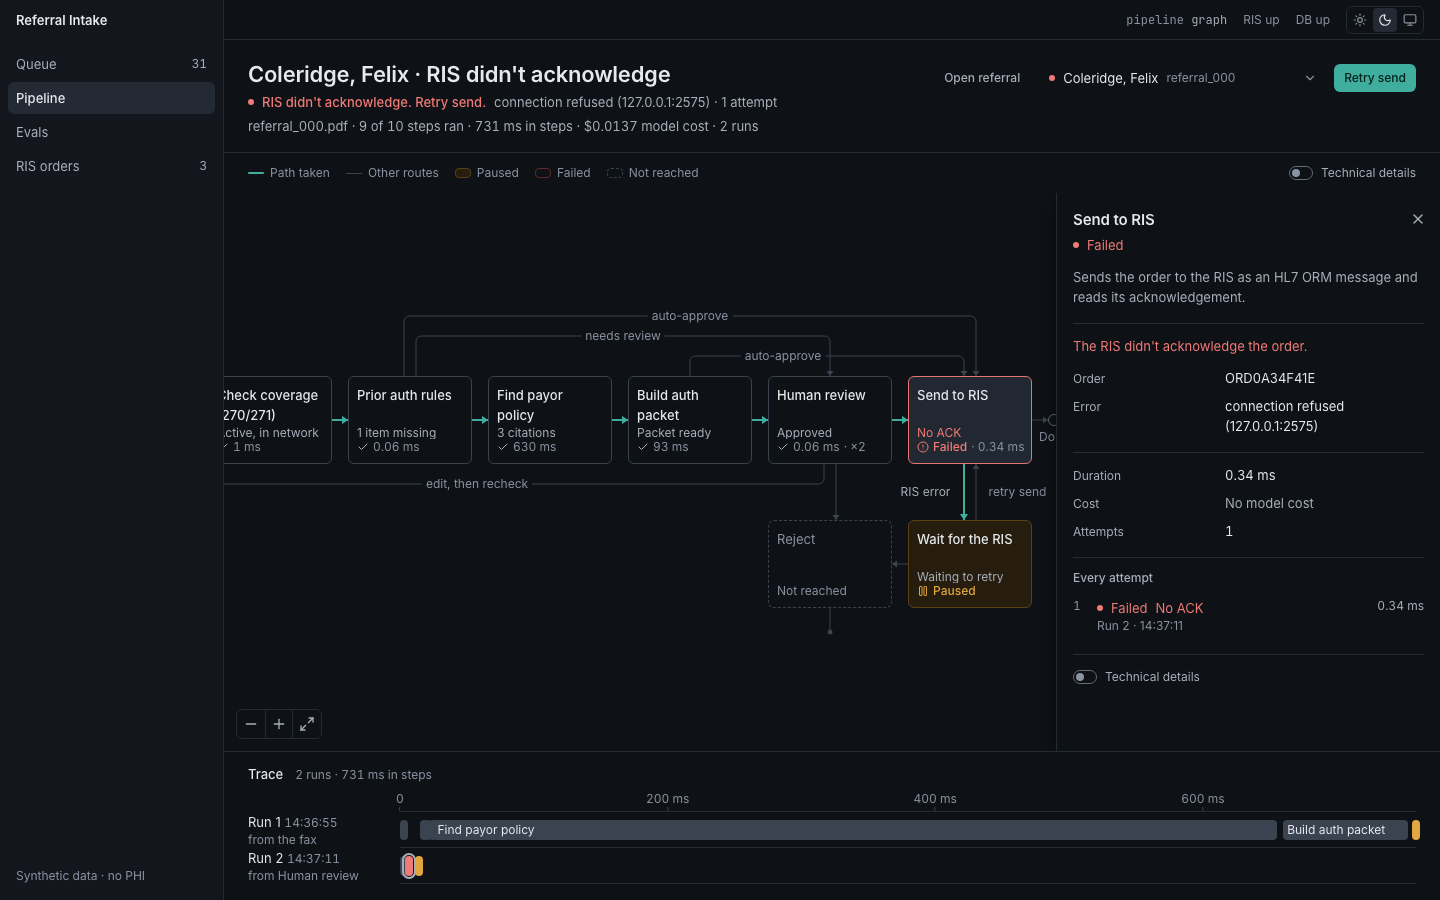 Referral Intake
Queue 31
Pipeline
Evals
RIS orders 3
Synthetic data · no PHI
pipeline graph RIS up DB up
Coleridge, Felix · RIS didn't acknowledge
RIS didn't acknowledge. Retry send. connection refused (127.0.0.1:2575) · 1 attempt
referral_000.pdf · 9 of 10 steps ran · 731 ms in steps · $0.0137 model cost · 2 runs
Open referral Coleridge, Felix referral_000 Retry send
Path taken Other routes Paused Failed Not reached Technical details
auto-approve
needs review
auto-approve
Check coverage
270/271)
ctive, in network
1 ms
Prior auth rules
1 item missing
0.06 ms
Find payor
policy
3 citations
630 ms
Build auth
packet
Packet ready
93 ms
Human review
Approved
0.06 ms · ×2
Send to RIS
No ACK
Failed · 0.34 ms
Do
edit, then recheck
RIS error retry send
Reject
Not reached
Wait for the RIS
Waiting to retry
Paused
Send to RIS
Failed
Sends the order to the RIS as an HL7 ORM message and
reads its acknowledgement.
The RIS didn't acknowledge the order.
Order ORD0A34F41E
Error connection refused
(127.0.0.1:2575)
Duration 0.34 ms
Cost No model cost
Attempts 1
Every attempt
1 Failed No ACK 0.34 ms
Run 2 · 14:37:11
Technical details
Trace 2 runs · 731 ms in steps
0 200 ms 400 ms 600 ms
Run 1 14:36:55
from the fax
Find payor policy Build auth packet
Run 2 14:37:11
from Human review